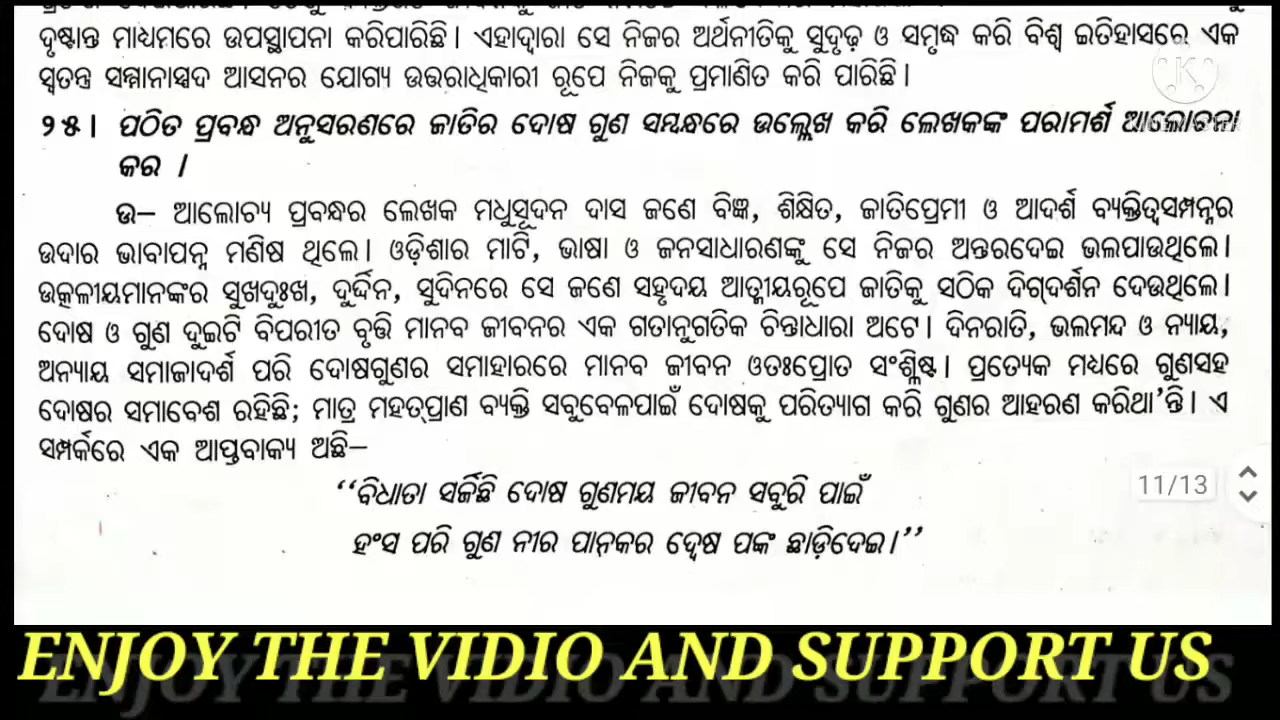 ଦୃଷ୍ଟାନ୍ତ ମାଧ୍ୟମରେ ଉପସ୍ଥାପନା କରିପାରିଛି। ଏହାଦ୍ୱାରା ସେ ନିଜର ଅର୍ଥନୀତିକୁ ସୁଦୃଢ଼ ଓ ସମୃଦ୍ଧ କରି ବିଶ୍ୱ ଇତିହାସରେ ଏକ
ସ୍ୱତନ୍ତ୍ର ସମ୍ମାନାସ୍ପଦ ଆସନର ଯୋଗ୍ୟ ଉତ୍ତରାଧିକାରୀ ରୂପେ ନିଜକୁ ପ୍ରମାଣିତ କରି ପାରିଛି।
୨୫। ପଠିତ ପ୍ରବନ୍ଧ ଅନୁସରଣରେ ଜାତିର ଦୋଷ ଗୁଣ ସମ୍ବନ୍ଧରେ ଉଲ୍ଲେଖ କରି ଲେଖକଙ୍କ ପରାମର୍ଶ ଆଲୋଚନା
କର ।
ଉ– ଆଲୋଚ୍ୟ ପ୍ରବନ୍ଧର ଲେଖକ ମଧୁସୂଦନ ଦାସ ଜଣେ ବିଜ୍ଞ, ଶିକ୍ଷିତ, ଜାତିପ୍ରେମୀ ଓ ଆଦର୍ଶ ବ୍ୟକ୍ତିତ୍ୱସମ୍ପନ୍ନର
ଉଦାର ଭାବାପନ୍ନ ମଣିଷ ଥିଲେ। ଓଡ଼ିଶାର ମାଟି, ଭାଷା ଓ ଜନସାଧାରଣଙ୍କୁ ସେ ନିଜର ଅନ୍ତରଦେଇ ଭଲପାଉଥିଲେ।
ଉତ୍କଳୀୟମାନଙ୍କର ସୁଖଦୁଃଖ, ଦୁର୍ଦ୍ଦିନ, ସୁଦିନରେ ସେ ଜଣେ ସହୃଦୟ ଆତ୍ମୀୟରୂପେ ଜାତିକୁ ସଠିକ ଦିଗ୍‌ଦର୍ଶନ ଦେଉଥିଲେ।
ଦୋଷ ଓ ଗୁଣ ଦୁଇଟି ବିପରୀତ ବୃତ୍ତି ମାନବ ଜୀବନର ଏକ ଗତାନୁଗତିକ ଚିନ୍ତାଧାରା ଅଟେ। ଦିନରାତି, ଭଲମନ୍ଦ ଓ ନ୍ୟାୟ,
ଅନ୍ୟାୟ ସମାଜାଦର୍ଶ ପରି ଦୋଷଗୁଣର ସମାହାରରେ ମାନବ ଜୀବନ ଓତଃପ୍ରୋତ ସଂଶ୍ଳିଷ୍ଟ। ପ୍ରତ୍ୟେକ ମଧ୍ୟରେ ଗୁଣସହ
ଦୋଷର ସମାବେଶ ରହିଛି; ମାତ୍ର ମହତ୍‌ପ୍ରାଣ ବ୍ୟକ୍ତି ସବୁବେଳପାଇଁ ଦୋଷକୁ ପରିତ୍ୟାଗ କରି ଗୁଣର ଆହରଣ କରିଥା’ନ୍ତି। ଏ
ସମ୍ପର୍କରେ ଏକ ଆପ୍ତବାକ୍ୟ ଅଛି–
‘‘ବିଧାତା ସର୍ଜିଛି ଦୋଷ ଗୁଣମୟ ଜୀବନ ସବୁରି ପାଇଁ
ହଂସ ପରି ଗୁଣ ନୀର ପାନକର ଦ୍ୱେଷ ପଙ୍କ ଛାଡ଼ିଦେଇ।’’
11/13
ENJOY THE VIDIO AND SUPPORT US